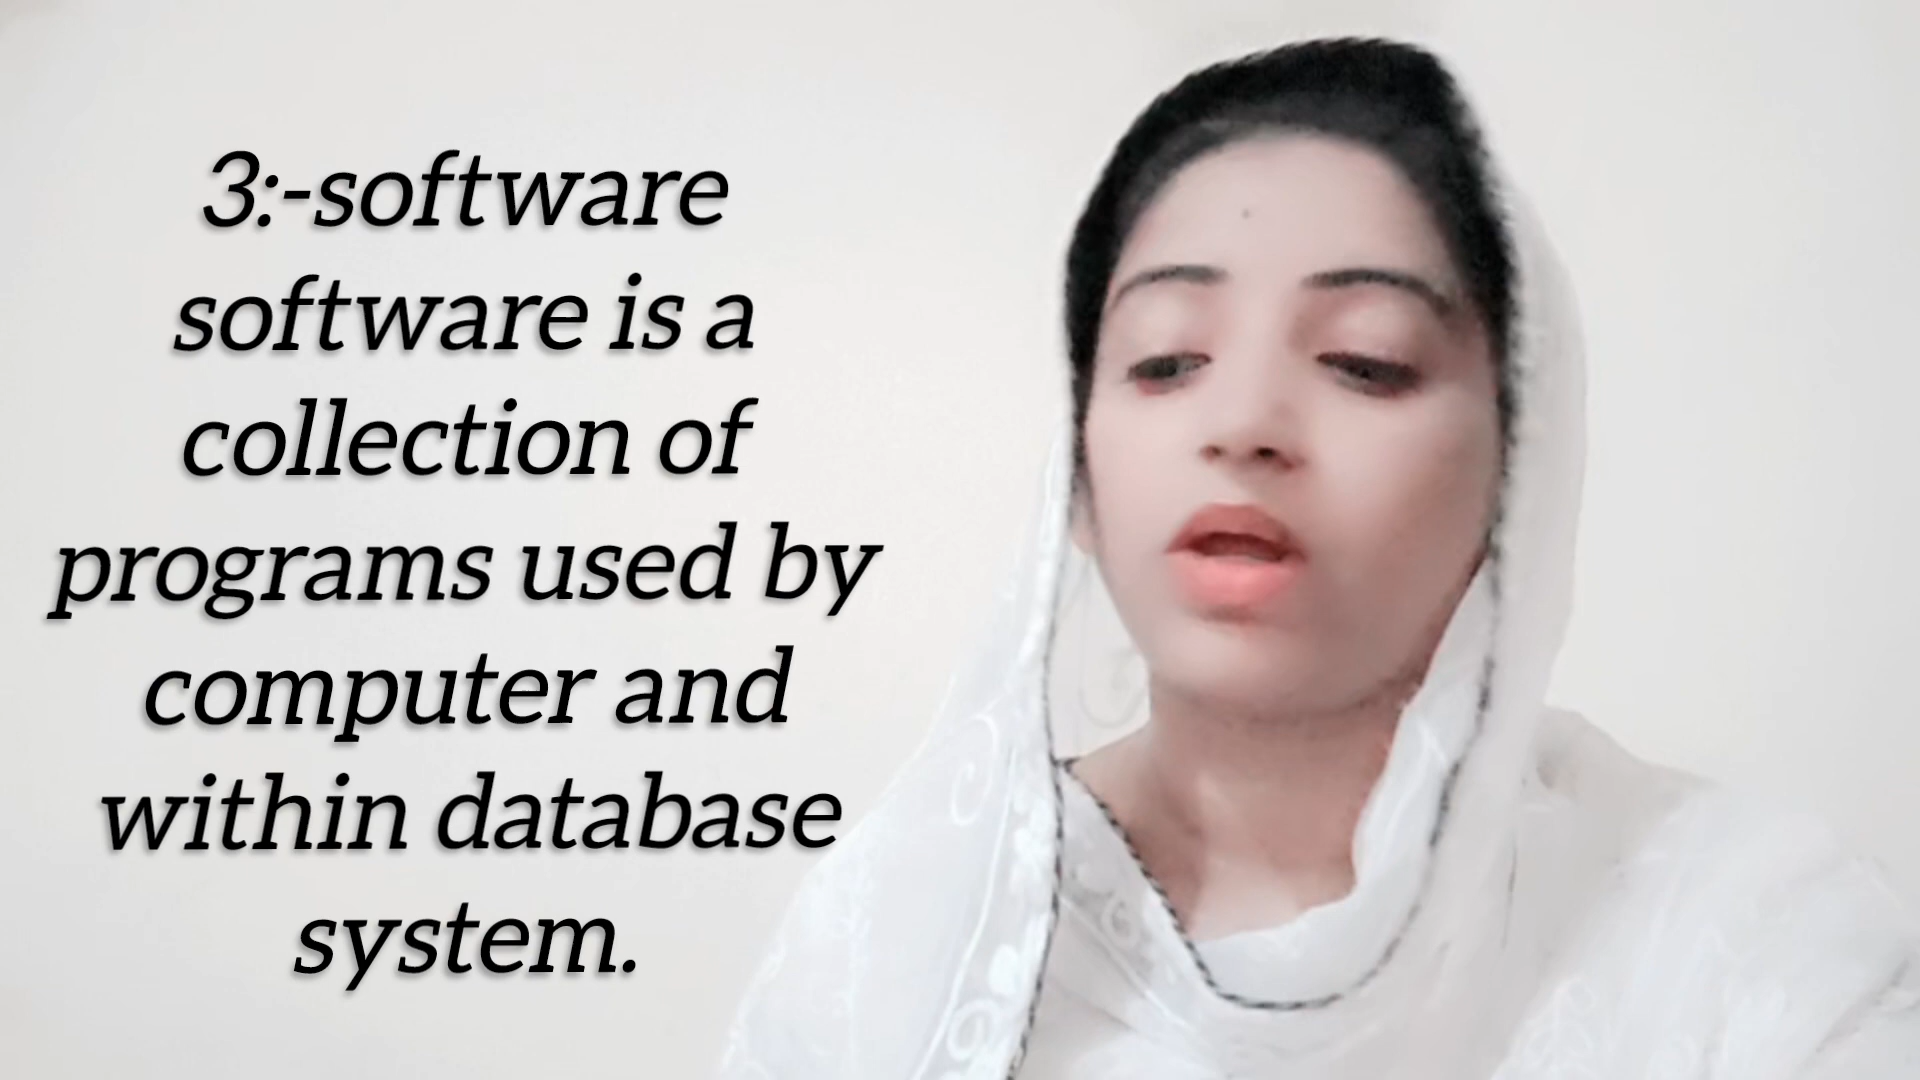 3:-software
software is a
collection of
programs used by
computer and
within database
system.